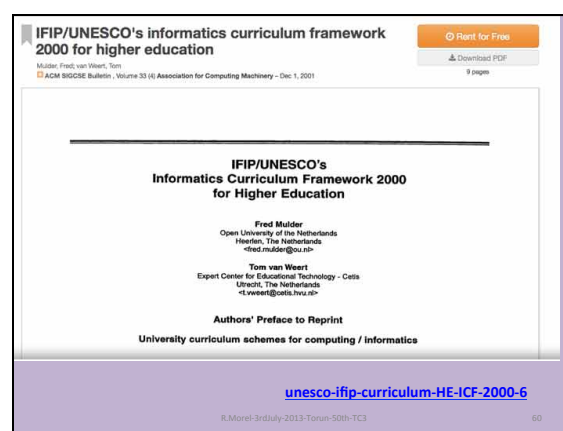 IFIP/UNESCO's informatics curriculum framework
2000 for higher education
Mulder, Fred; van Weert, Tom
ACM SIGCSE Bulletin , Volume 33 (4) Association for Computing Machinery – Dec 1, 2001
Rent for Free
Download PDF
9 pages
IFIP/UNESCO's
Informatics Curriculum Framework 2000
for Higher Education
Fred Mulder
Open University of the Netherlands
Heerlen, The Netherlands
<fred.mulder@ou.nl>
Tom van Weert
Expert Center for Educational Technology - Cetis
Utrecht, The Netherlands
<t.vweert@cetis.hvu.nl>
Authors' Preface to Reprint
University curriculum schemes for computing / informatics
unesco-ifip-curriculum-HE-ICF-2000-6
R.Morel-3rdJuly-2013-Torun-50th-TC3
60